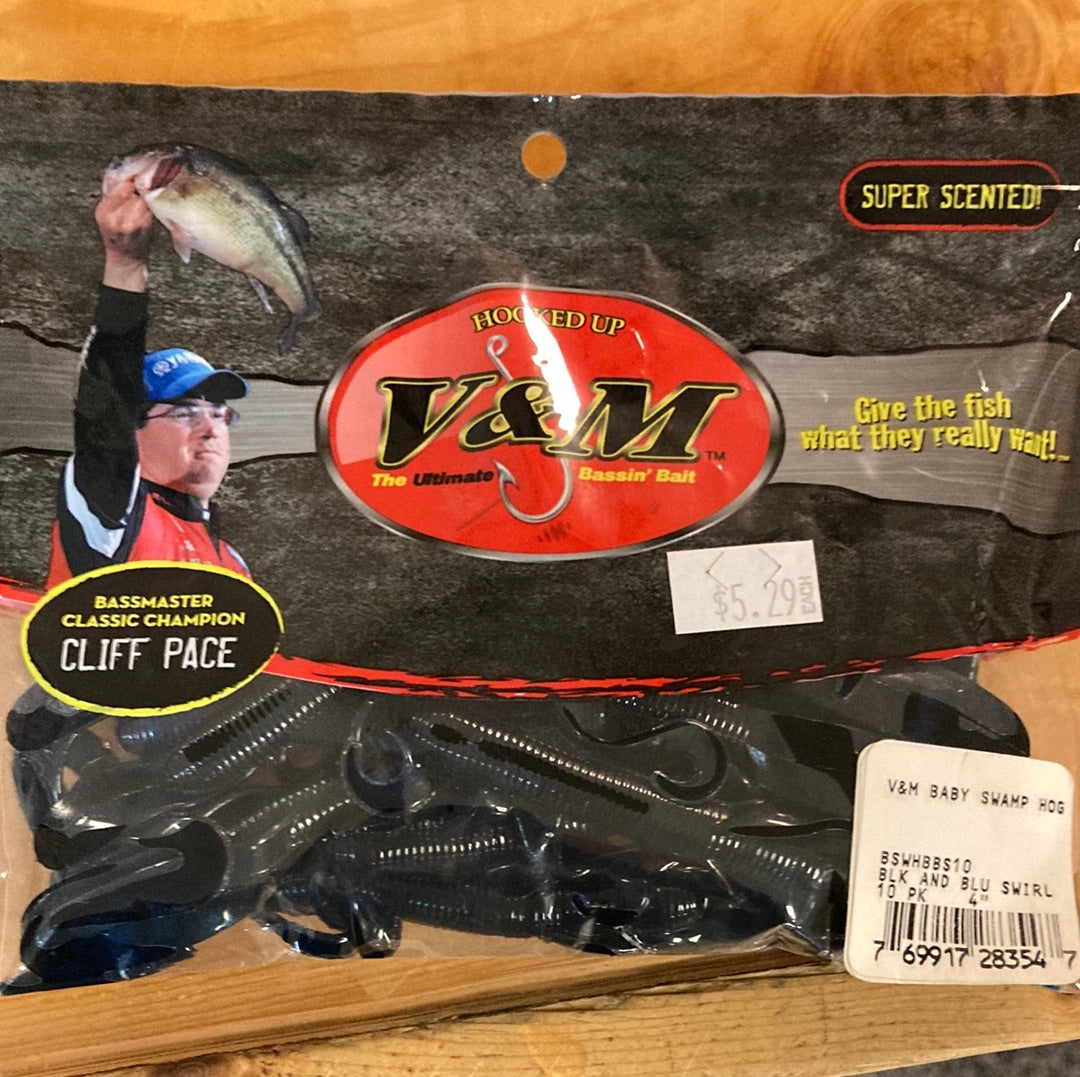 SUPER SCENTED!
HOOKED UP
V&M™
The Ultimate Bassin' Bait
Give the fish
what they really want!
BASSMASTER
CLASSIC CHAMPION
CLIFF PACE
$5.29 EACH
V&M BABY SWAMP HOG
BSWHBBS10
BLK AND BLU SWIRL
10 PK 4"
7 69917 28354 7